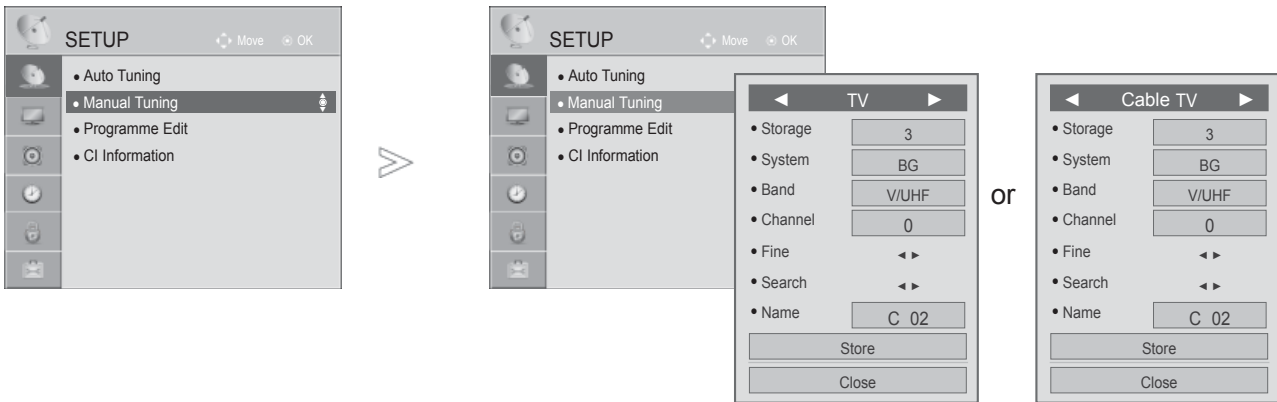 SETUP Move OK
• Auto Tuning
• Manual Tuning
• Programme Edit
• CI Information
SETUP Move OK
• Auto Tuning
• Manual Tuning
• Programme Edit
• CI Information
◄ TV ►
• Storage 3
• System BG
• Band V/UHF
• Channel 0
• Fine ◄ ►
• Search ◄ ►
• Name C 02
Store
Close
or
◄ Cable TV ►
• Storage 3
• System BG
• Band V/UHF
• Channel 0
• Fine ◄ ►
• Search ◄ ►
• Name C 02
Store
Close